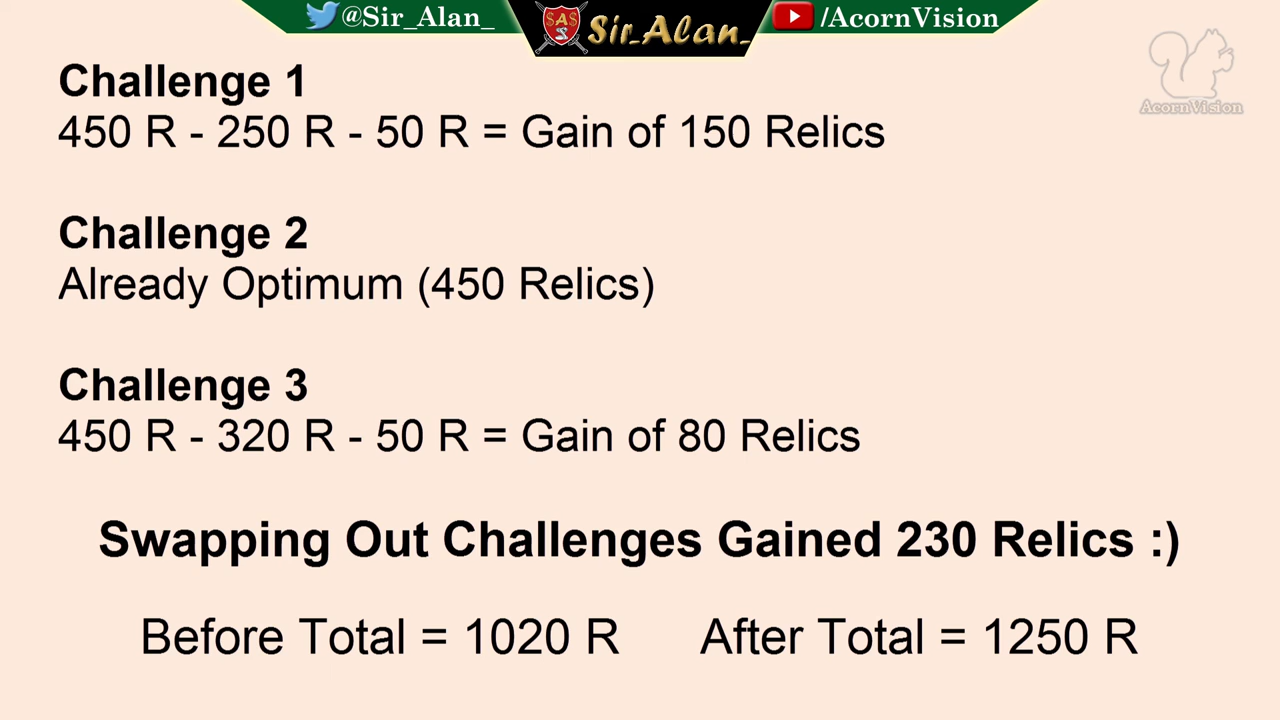 @Sir_Alan_
SAS
Sir_Alan_
/AcornVision
AcornVision
Challenge 1
450 R - 250 R - 50 R = Gain of 150 Relics
Challenge 2
Already Optimum (450 Relics)
Challenge 3
450 R - 320 R - 50 R = Gain of 80 Relics
Swapping Out Challenges Gained 230 Relics :)
Before Total = 1020 R
After Total = 1250 R